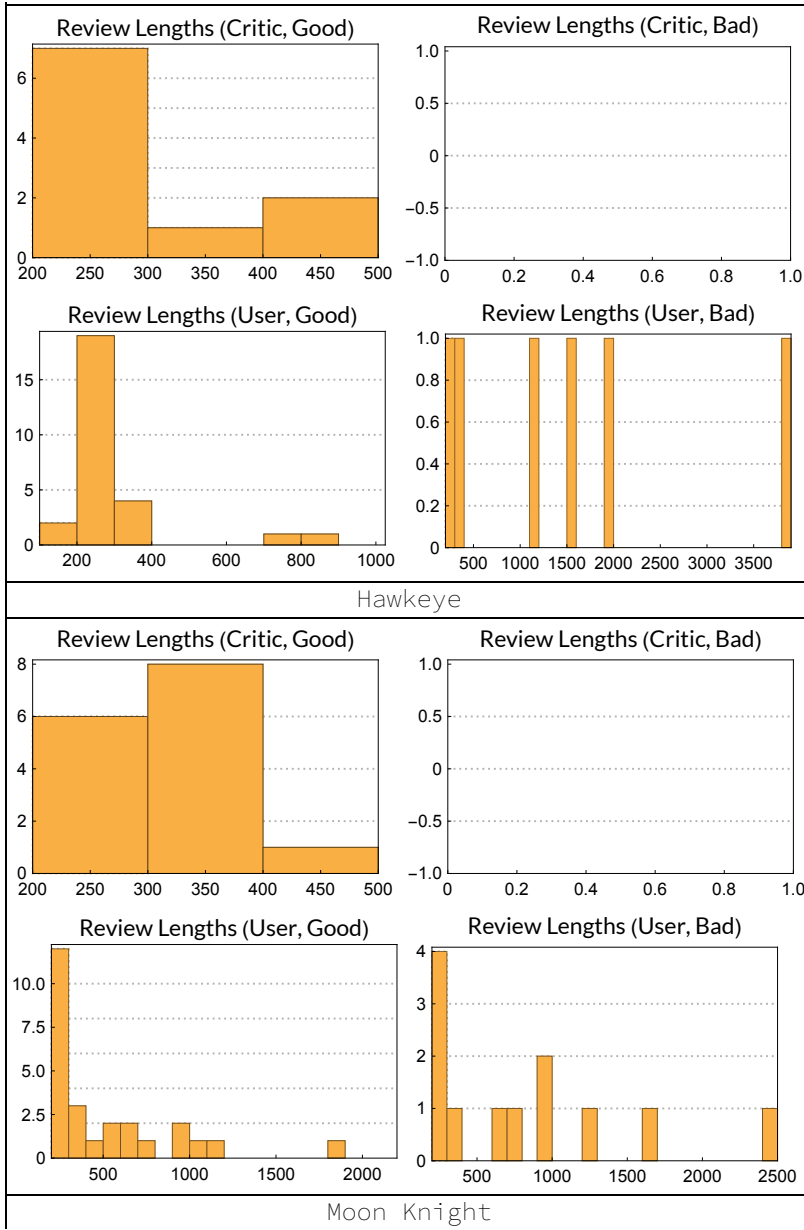 Review Lengths (Critic, Good)
6
4
2
0
200 250 300 350 400 450 500
Review Lengths (Critic, Bad)
1.0
0.5
0
−0.5
−1.0
0 0.2 0.4 0.6 0.8 1.0
Review Lengths (User, Good)
15
10
5
0
200 400 600 800 1000
Review Lengths (User, Bad)
1.0
0.8
0.6
0.4
0.2
0
500 1000 1500 2000 2500 3000 3500
Hawkeye
Review Lengths (Critic, Good)
8
6
4
2
0
200 250 300 350 400 450 500
Review Lengths (Critic, Bad)
1.0
0.5
0
−0.5
−1.0
0 0.2 0.4 0.6 0.8 1.0
Review Lengths (User, Good)
10.0
7.5
5.0
2.5
0
500 1000 1500 2000
Review Lengths (User, Bad)
4
3
2
1
0
500 1000 1500 2000 2500
Moon Knight